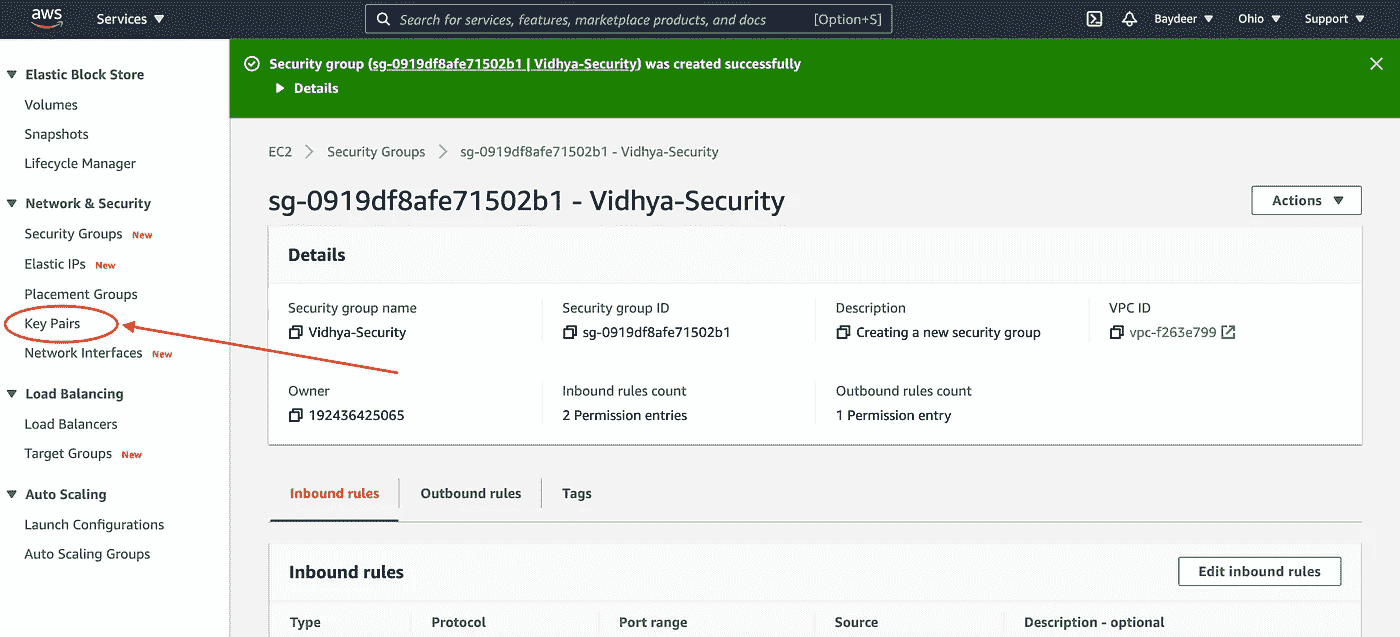 aws Services Search for services, features, marketplace products, and docs [Option+S] Baydeer Ohio Support
Elastic Block Store
Volumes
Snapshots
Lifecycle Manager
Network & Security
Security Groups New
Elastic IPs New
Placement Groups
Key Pairs
Network Interfaces New
Load Balancing
Load Balancers
Target Groups New
Auto Scaling
Launch Configurations
Auto Scaling Groups
Security group (sg-0919df8afe71502b1 | Vidhya-Security) was created successfully
Details
EC2 Security Groups sg-0919df8afe71502b1 - Vidhya-Security
sg-0919df8afe71502b1 - Vidhya-Security Actions
Details
Security group name Security group ID Description VPC ID
Vidhya-Security sg-0919df8afe71502b1 Creating a new security group vpc-f263e799
Owner Inbound rules count Outbound rules count
192436425065 2 Permission entries 1 Permission entry
Inbound rules Outbound rules Tags
Inbound rules Edit inbound rules
Type Protocol Port range Source Description - optional